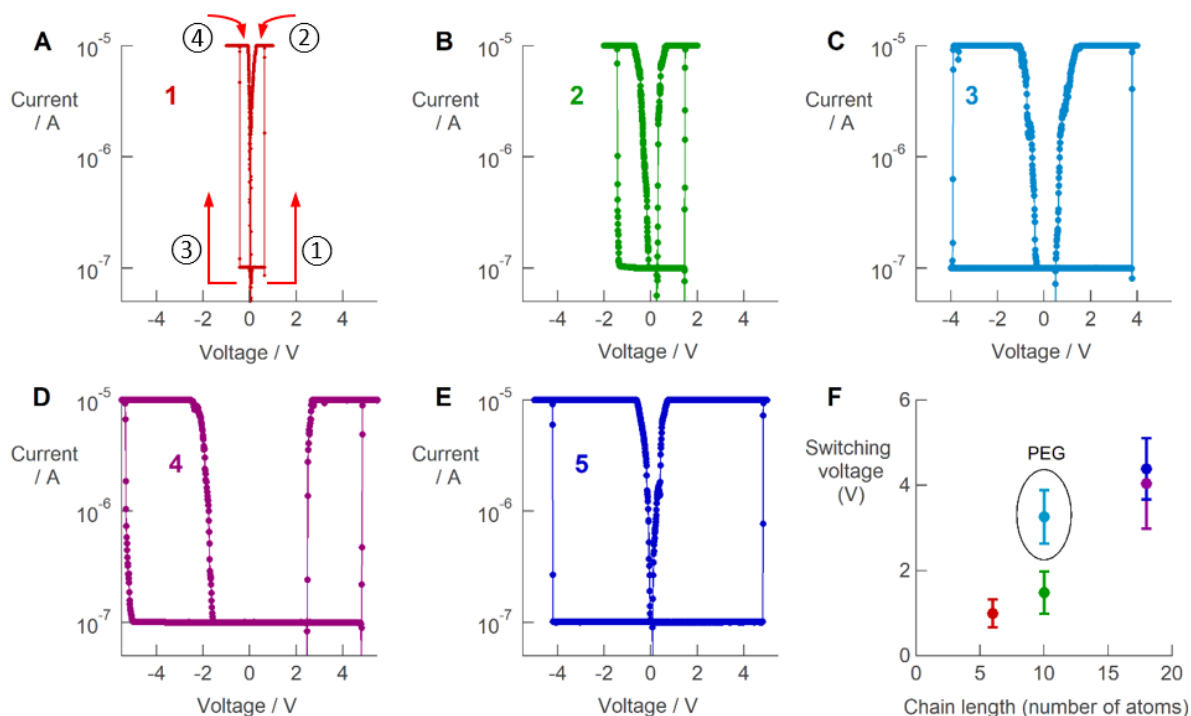 A
④
②
10⁻⁵
1
Current
/ A
10⁻⁶
③
①
10⁻⁷
-4 -2 0 2 4
Voltage / V
B
10⁻⁵
2
Current
/ A
10⁻⁶
10⁻⁷
-4 -2 0 2 4
Voltage / V
C
10⁻⁵
3
Current
/ A
10⁻⁶
10⁻⁷
-4 -2 0 2 4
Voltage / V
D
10⁻⁵
4
Current
/ A
10⁻⁶
10⁻⁷
-4 -2 0 2 4
Voltage / V
E
10⁻⁵
5
Current
/ A
10⁻⁶
10⁻⁷
-4 -2 0 2 4
Voltage / V
F
6
Switching
voltage
(V)
PEG
4
2
0
0 5 10 15 20
Chain length (number of atoms)